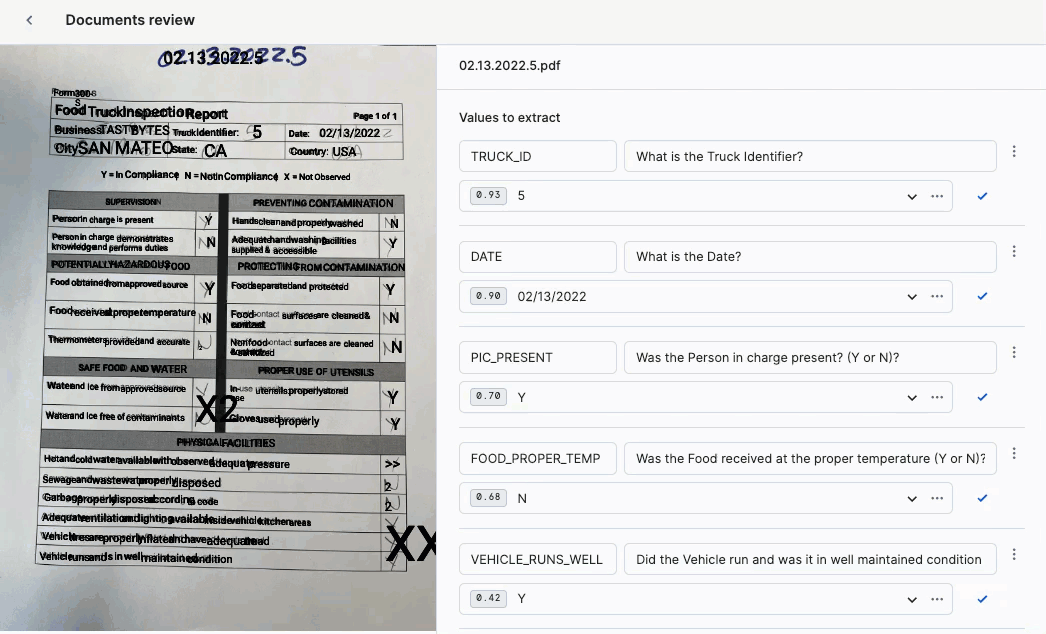 Documents review
02.13.2022.5
Form 300-S
Food Truck Inspection Report
Page 1 of 1
Business: TASTBYTES Truck Identifier: 5 Date: 02/13/2022
City SAN MATEO State: CA Country: USA
Y = In Compliance N = Not in Compliance X = Not Observed
SUPERVISION PREVENTING CONTAMINATION
Person in charge is present Y Hands clean and properly washed N
Person in charge demonstrates knowledge and performs duties N Adequate handwashing facilities supplied & accessible Y
POTENTIALLY HAZARDOUS FOOD PROTECTING FROM CONTAMINATION
Food obtained from approved source Y Food separated and protected Y
Food received at proper temperature N Food-contact surfaces are cleaned & N
Thermometers provided and accurate Nonfood-contact surfaces are cleaned N
SAFE FOOD AND WATER PROPER USE OF UTENSILS
Water and ice from approved source In-use utensils properly stored Y
Water and Ice free of contaminants X2 Gloves used properly Y
PHYSICAL FACILITIES
Hot and cold water available with observed adequate pressure >>
Sewage and wastewater properly disposed 2
Garbage properly disposed according to code 2
Adequate ventilation and lighting available inside vehicle kitchen areas
Vehicle tires are properly inflated and have adequate tread XX
Vehicle runs and is in well maintained condition
02.13.2022.5.pdf
Values to extract
TRUCK_ID What is the Truck Identifier?
0.93 5
DATE What is the Date?
0.90 02/13/2022
PIC_PRESENT Was the Person in charge present? (Y or N)?
0.70 Y
FOOD_PROPER_TEMP Was the Food received at the proper temperature (Y or N)?
0.68 N
VEHICLE_RUNS_WELL Did the Vehicle run and was it in well maintained condition
0.42 Y